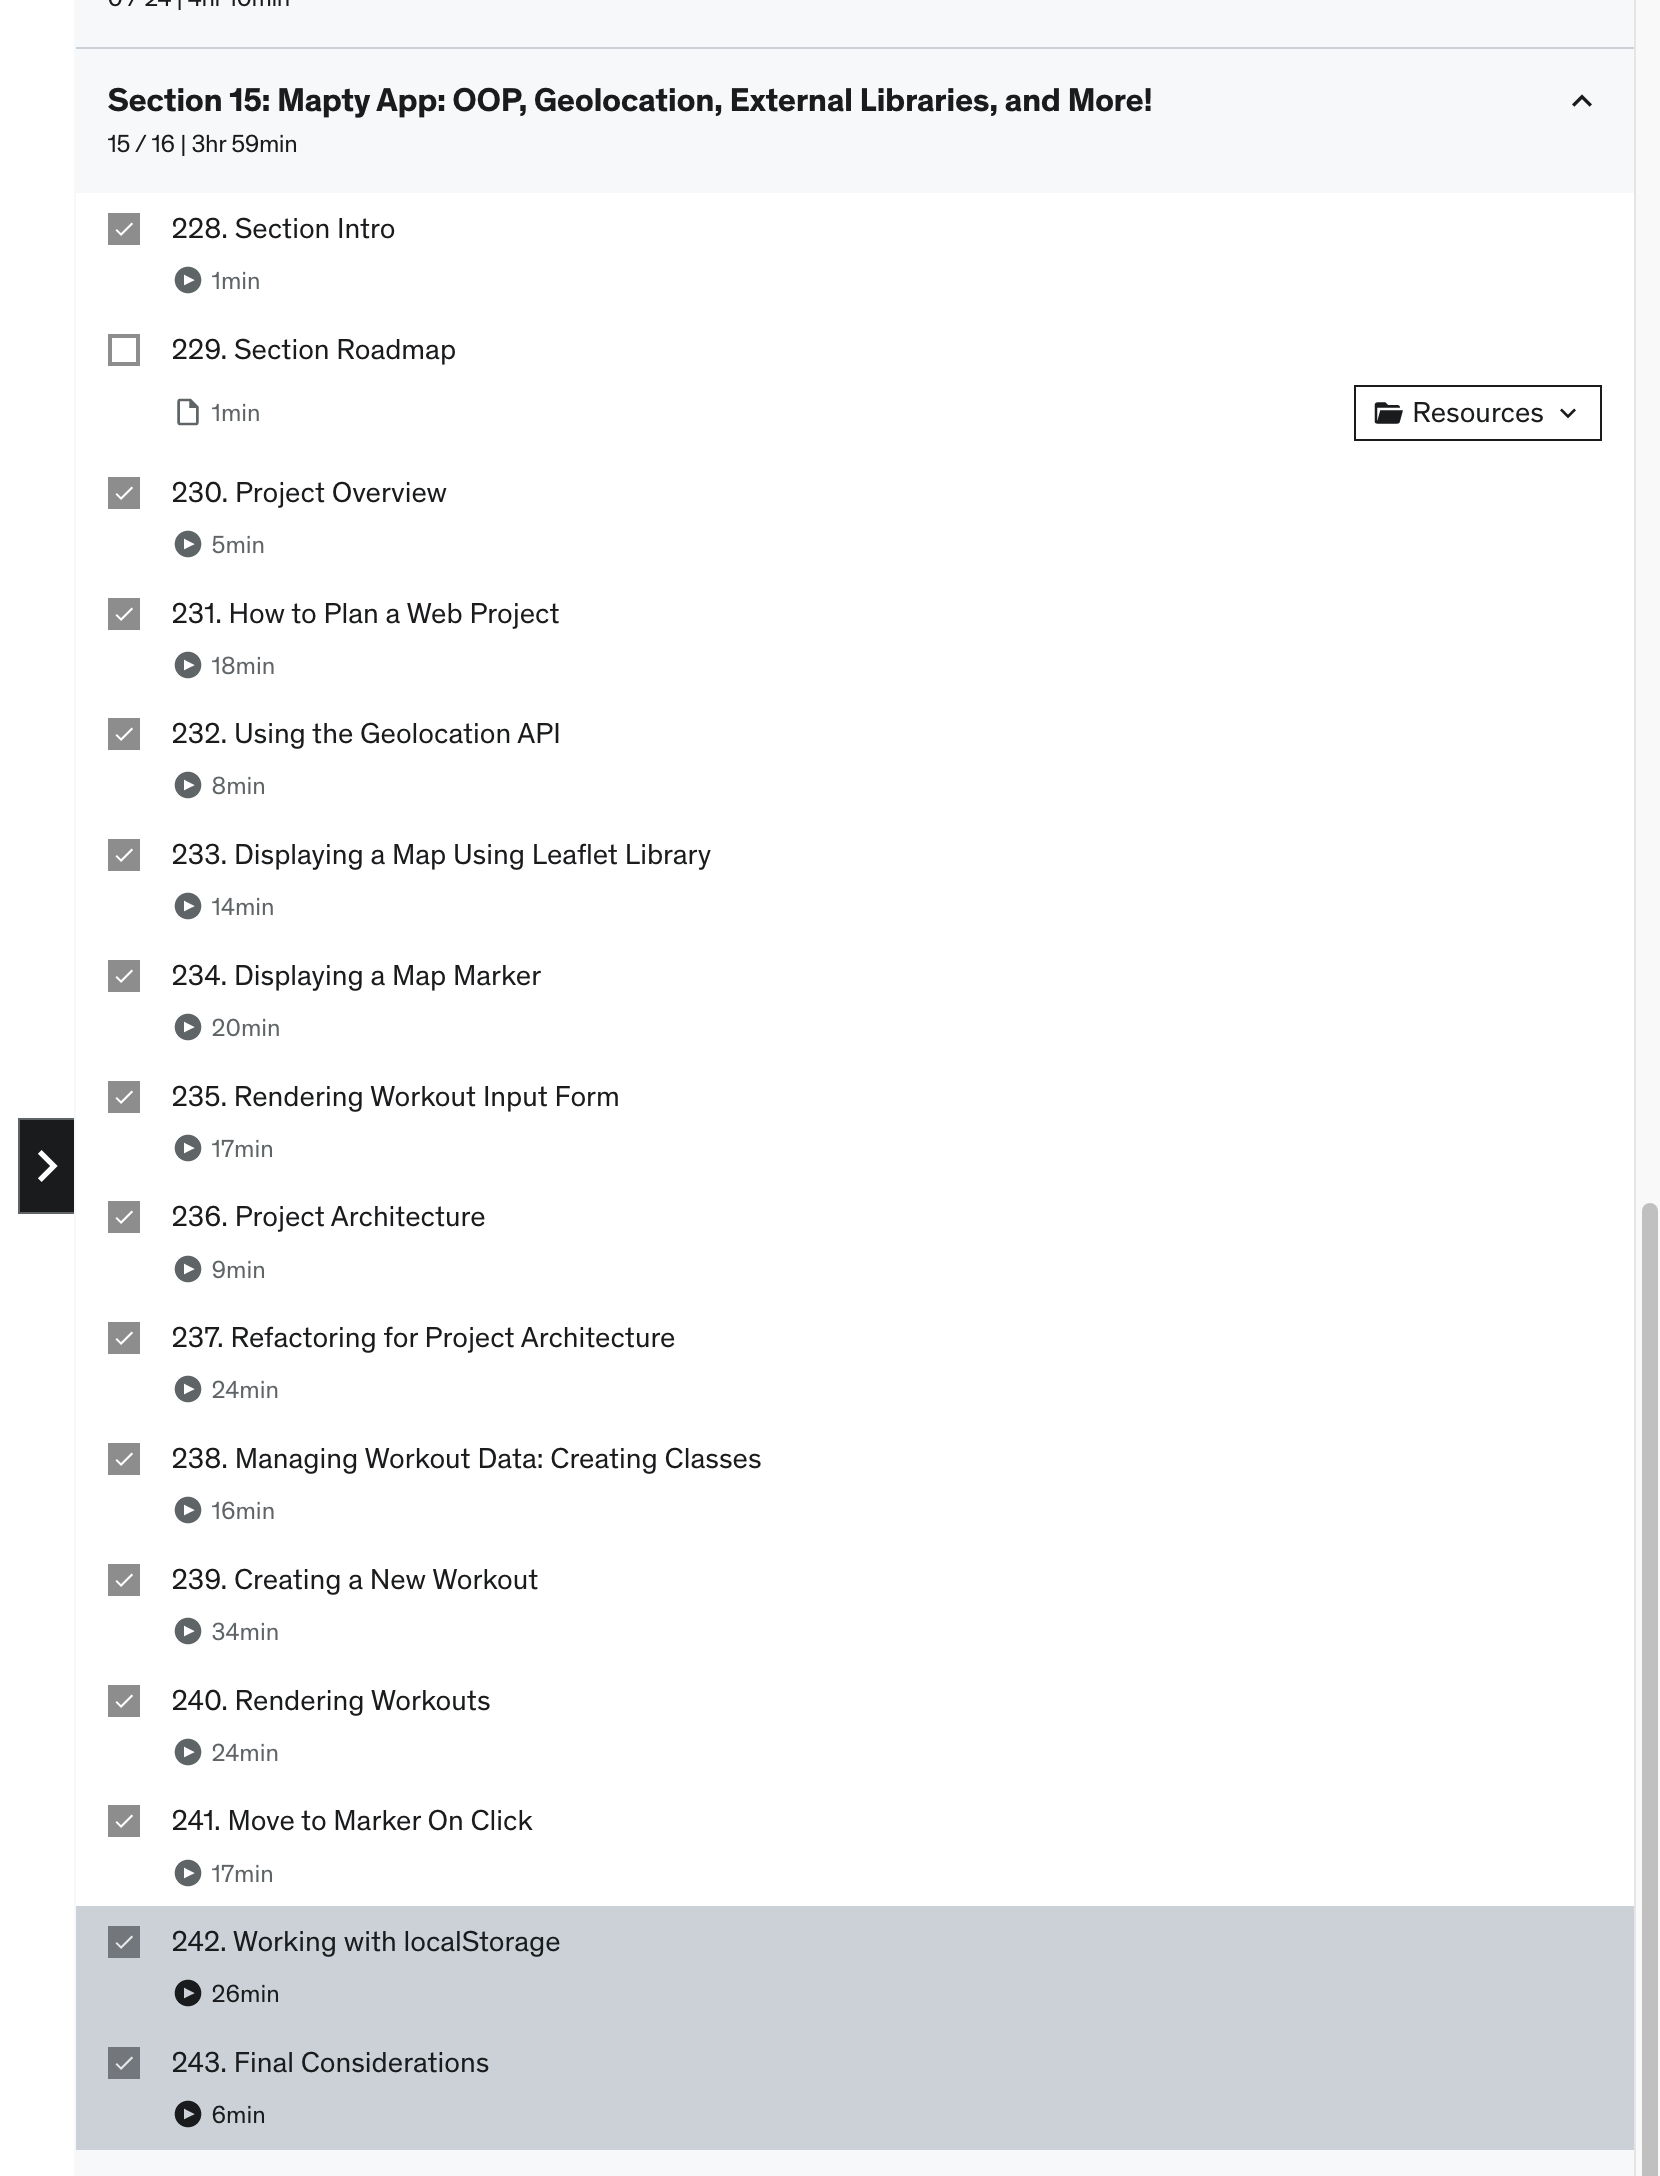 Section 15: Mapty App: OOP, Geolocation, External Libraries, and More!
15 / 16 | 3hr 59min
228. Section Intro
1min
229. Section Roadmap
1min
Resources
230. Project Overview
5min
231. How to Plan a Web Project
18min
232. Using the Geolocation API
8min
233. Displaying a Map Using Leaflet Library
14min
234. Displaying a Map Marker
20min
235. Rendering Workout Input Form
17min
236. Project Architecture
9min
237. Refactoring for Project Architecture
24min
238. Managing Workout Data: Creating Classes
16min
239. Creating a New Workout
34min
240. Rendering Workouts
24min
241. Move to Marker On Click
17min
242. Working with localStorage
26min
243. Final Considerations
6min